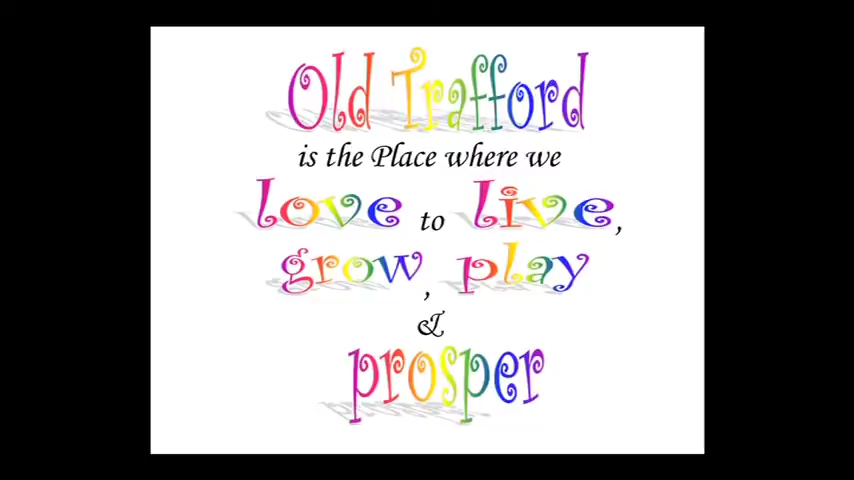 Old Trafford
is the Place where we
love to live,
grow, play
&
prosper